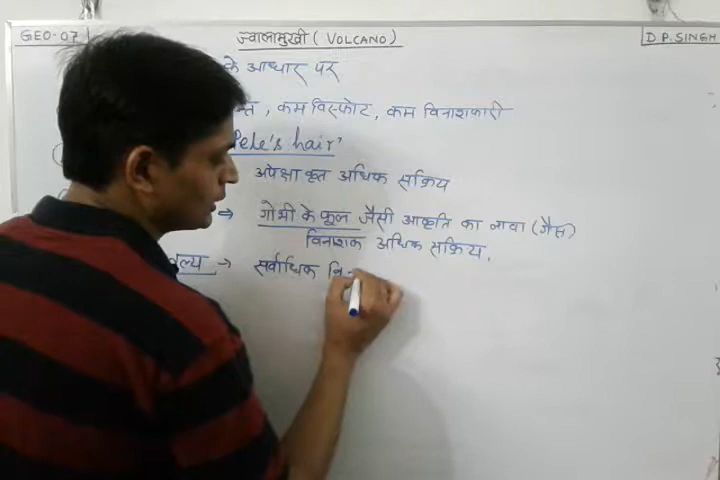 GEO-07
ज्वालामुखी (VOLCANO)
D P. SINGH
के आधार पर
, कम विस्फोट, कम विनाशकारी
Pele's hair'
अपेक्षा कृत अधिक सक्रिय
→ गोभी के फूल जैसी आकृति का लावा (गैस)
विनाशक अधिक सक्रिय.
→ सर्वाधिक वि